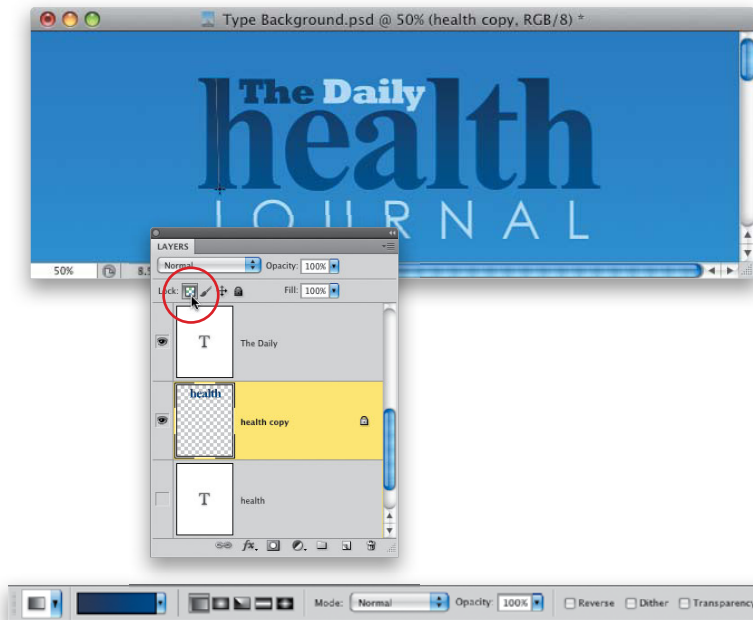 Type Background.psd @ 50% (health copy, RGB/8) *
The Daily
health
JOURNAL
50%
LAYERS
Normal
Opacity: 100%
Lock:
Fill: 100%
T
The Daily
health
health copy
T
health
fx.
Mode: Normal
Opacity: 100%
Reverse
Dither
Transparency